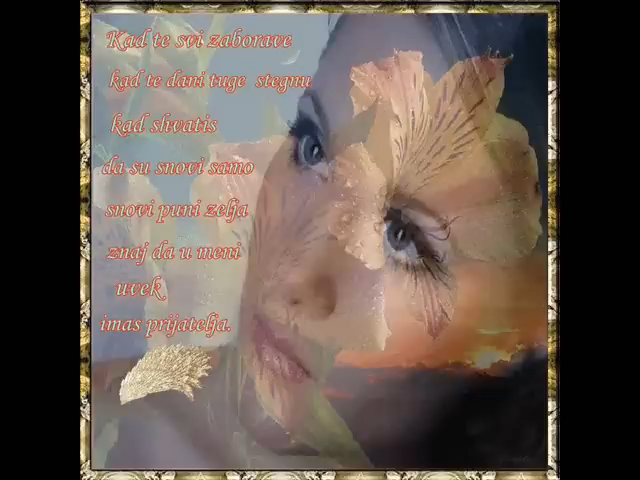 Kad te svi zaborave
kad te dani tuge stegnu
kad shvatis
da su snovi samo
snovi puni zelja
znaj da u meni
uvek
imas prijatelja.